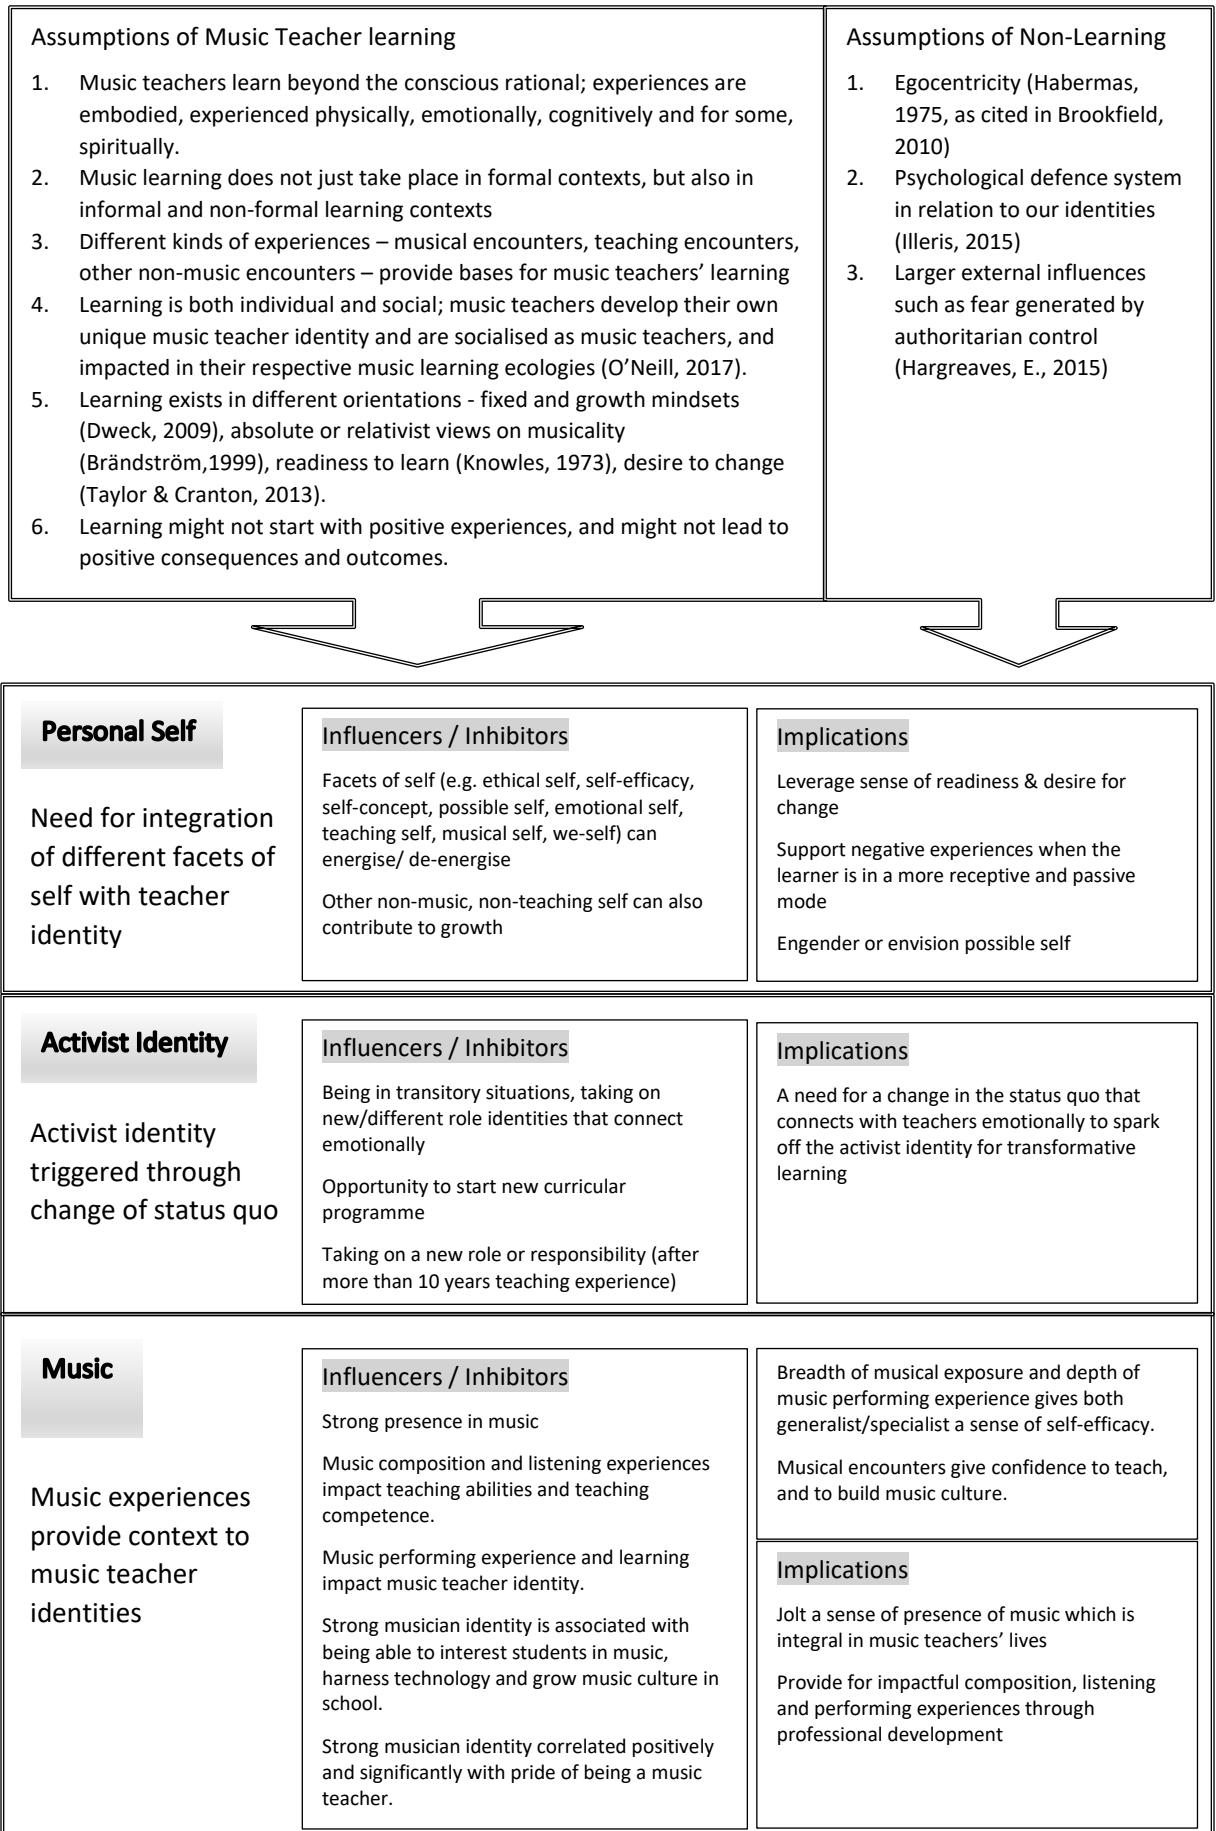 Assumptions of Music Teacher learning
1. Music teachers learn beyond the conscious rational; experiences are
embodied, experienced physically, emotionally, cognitively and for some,
spiritually.
2. Music learning does not just take place in formal contexts, but also in
informal and non-formal learning contexts
3. Different kinds of experiences – musical encounters, teaching encounters,
other non-music encounters – provide bases for music teachers’ learning
4. Learning is both individual and social; music teachers develop their own
unique music teacher identity and are socialised as music teachers, and
impacted in their respective music learning ecologies (O’Neill, 2017).
5. Learning exists in different orientations - fixed and growth mindsets
(Dweck, 2009), absolute or relativist views on musicality
(Brändström,1999), readiness to learn (Knowles, 1973), desire to change
(Taylor & Cranton, 2013).
6. Learning might not start with positive experiences, and might not lead to
positive consequences and outcomes.
Assumptions of Non-Learning
1. Egocentricity (Habermas,
1975, as cited in Brookfield,
2010)
2. Psychological defence system
in relation to our identities
(Illeris, 2015)
3. Larger external influences
such as fear generated by
authoritarian control
(Hargreaves, E., 2015)
Personal Self
Need for integration
of different facets of
self with teacher
identity
Influencers / Inhibitors
Facets of self (e.g. ethical self, self-efficacy,
self-concept, possible self, emotional self,
teaching self, musical self, we-self) can
energise/ de-energise
Other non-music, non-teaching self can also
contribute to growth
Implications
Leverage sense of readiness & desire for
change
Support negative experiences when the
learner is in a more receptive and passive
mode
Engender or envision possible self
Activist Identity
Activist identity
triggered through
change of status quo
Influencers / Inhibitors
Being in transitory situations, taking on
new/different role identities that connect
emotionally
Opportunity to start new curricular
programme
Taking on a new role or responsibility (after
more than 10 years teaching experience)
Implications
A need for a change in the status quo that
connects with teachers emotionally to spark
off the activist identity for transformative
learning
Music
Music experiences
provide context to
music teacher
identities
Influencers / Inhibitors
Strong presence in music
Music composition and listening experiences
impact teaching abilities and teaching
competence.
Music performing experience and learning
impact music teacher identity.
Strong musician identity is associated with
being able to interest students in music,
harness technology and grow music culture in
school.
Strong musician identity correlated positively
and significantly with pride of being a music
teacher.
Breadth of musical exposure and depth of
music performing experience gives both
generalist/specialist a sense of self-efficacy.
Musical encounters give confidence to teach,
and to build music culture.
Implications
Jolt a sense of presence of music which is
integral in music teachers’ lives
Provide for impactful composition, listening
and performing experiences through
professional development